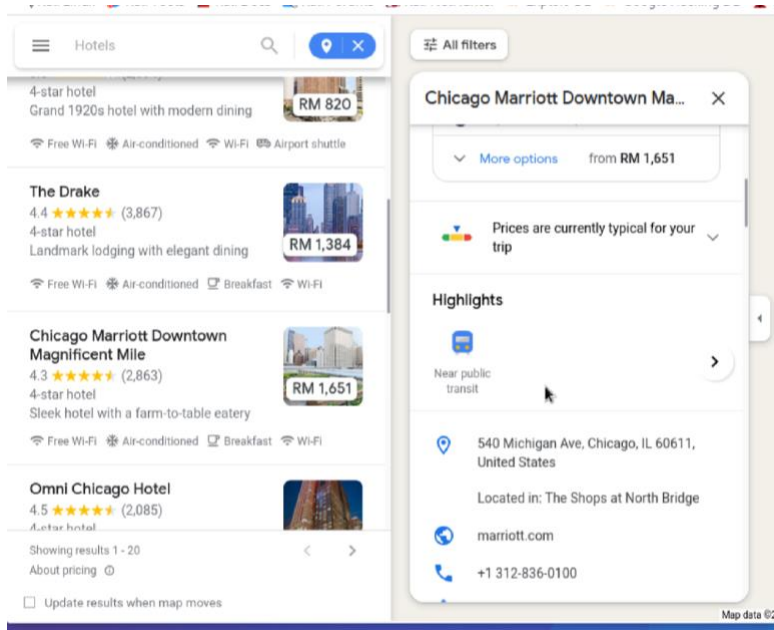 Hotels
4-star hotel
Grand 1920s hotel with modern dining
RM 820
Free Wi-Fi Air-conditioned Wi-Fi Airport shuttle
The Drake
4.4 (3,867)
4-star hotel
Landmark lodging with elegant dining
RM 1,384
Free Wi-Fi Air-conditioned Breakfast Wi-Fi
Chicago Marriott Downtown
Magnificent Mile
4.3 (2,863)
4-star hotel
Sleek hotel with a farm-to-table eatery
RM 1,651
Free Wi-Fi Air-conditioned Breakfast Wi-Fi
Omni Chicago Hotel
4.5 (2,085)
4-star hotel
Showing results 1 - 20
About pricing
Update results when map moves
All filters
Chicago Marriott Downtown Ma...
More options from RM 1,651
Prices are currently typical for your
trip
Highlights
Near public
transit
540 Michigan Ave, Chicago, IL 60611,
United States
Located in: The Shops at North Bridge
marriott.com
+1 312-836-0100
Map data ©2